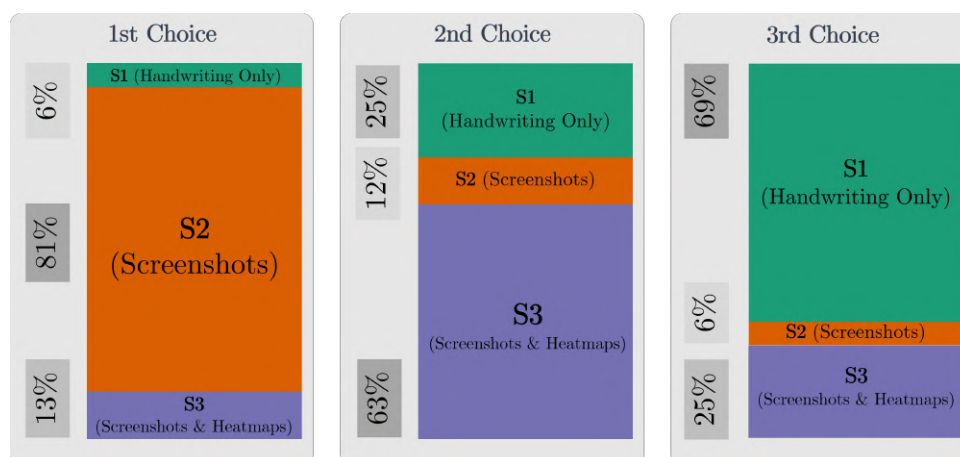 1st Choice
6%
S1 (Handwriting Only)
81%
S2
(Screenshots)
13%
S3
(Screenshots & Heatmaps)
2nd Choice
25%
S1
(Handwriting Only)
12%
S2 (Screenshots)
S3
(Screenshots & Heatmaps)
63%
3rd Choice
69%
S1
(Handwriting Only)
6%
S2 (Screenshots)
25%
S3
(Screenshots & Heatmaps)